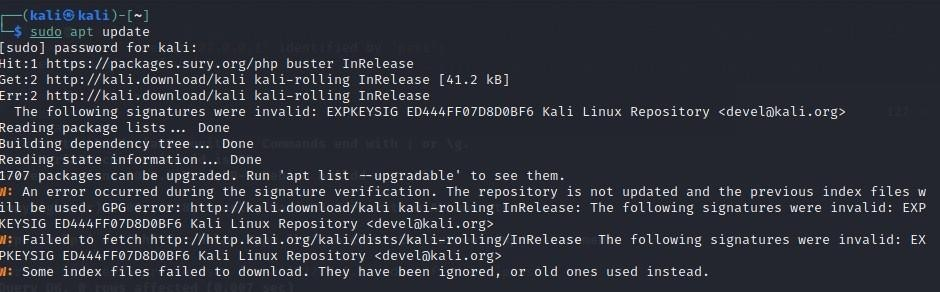 ┌──(kali㉿kali)-[~]
└─$ sudo apt update
[sudo] password for kali:
Hit:1 https://packages.sury.org/php buster InRelease
Get:2 http://kali.download/kali kali-rolling InRelease [41.2 kB]
Err:2 http://kali.download/kali kali-rolling InRelease
  The following signatures were invalid: EXPKEYSIG ED444FF07D8D0BF6 Kali Linux Repository <devel@kali.org>
Reading package lists... Done
Building dependency tree... Done
Reading state information... Done
1707 packages can be upgraded. Run 'apt list --upgradable' to see them.
W: An error occurred during the signature verification. The repository is not updated and the previous index files w
ill be used. GPG error: http://kali.download/kali kali-rolling InRelease: The following signatures were invalid: EXP
KEYSIG ED444FF07D8D0BF6 Kali Linux Repository <devel@kali.org>
W: Failed to fetch http://http.kali.org/kali/dists/kali-rolling/InRelease  The following signatures were invalid: EX
PKEYSIG ED444FF07D8D0BF6 Kali Linux Repository <devel@kali.org>
W: Some index files failed to download. They have been ignored, or old ones used instead.